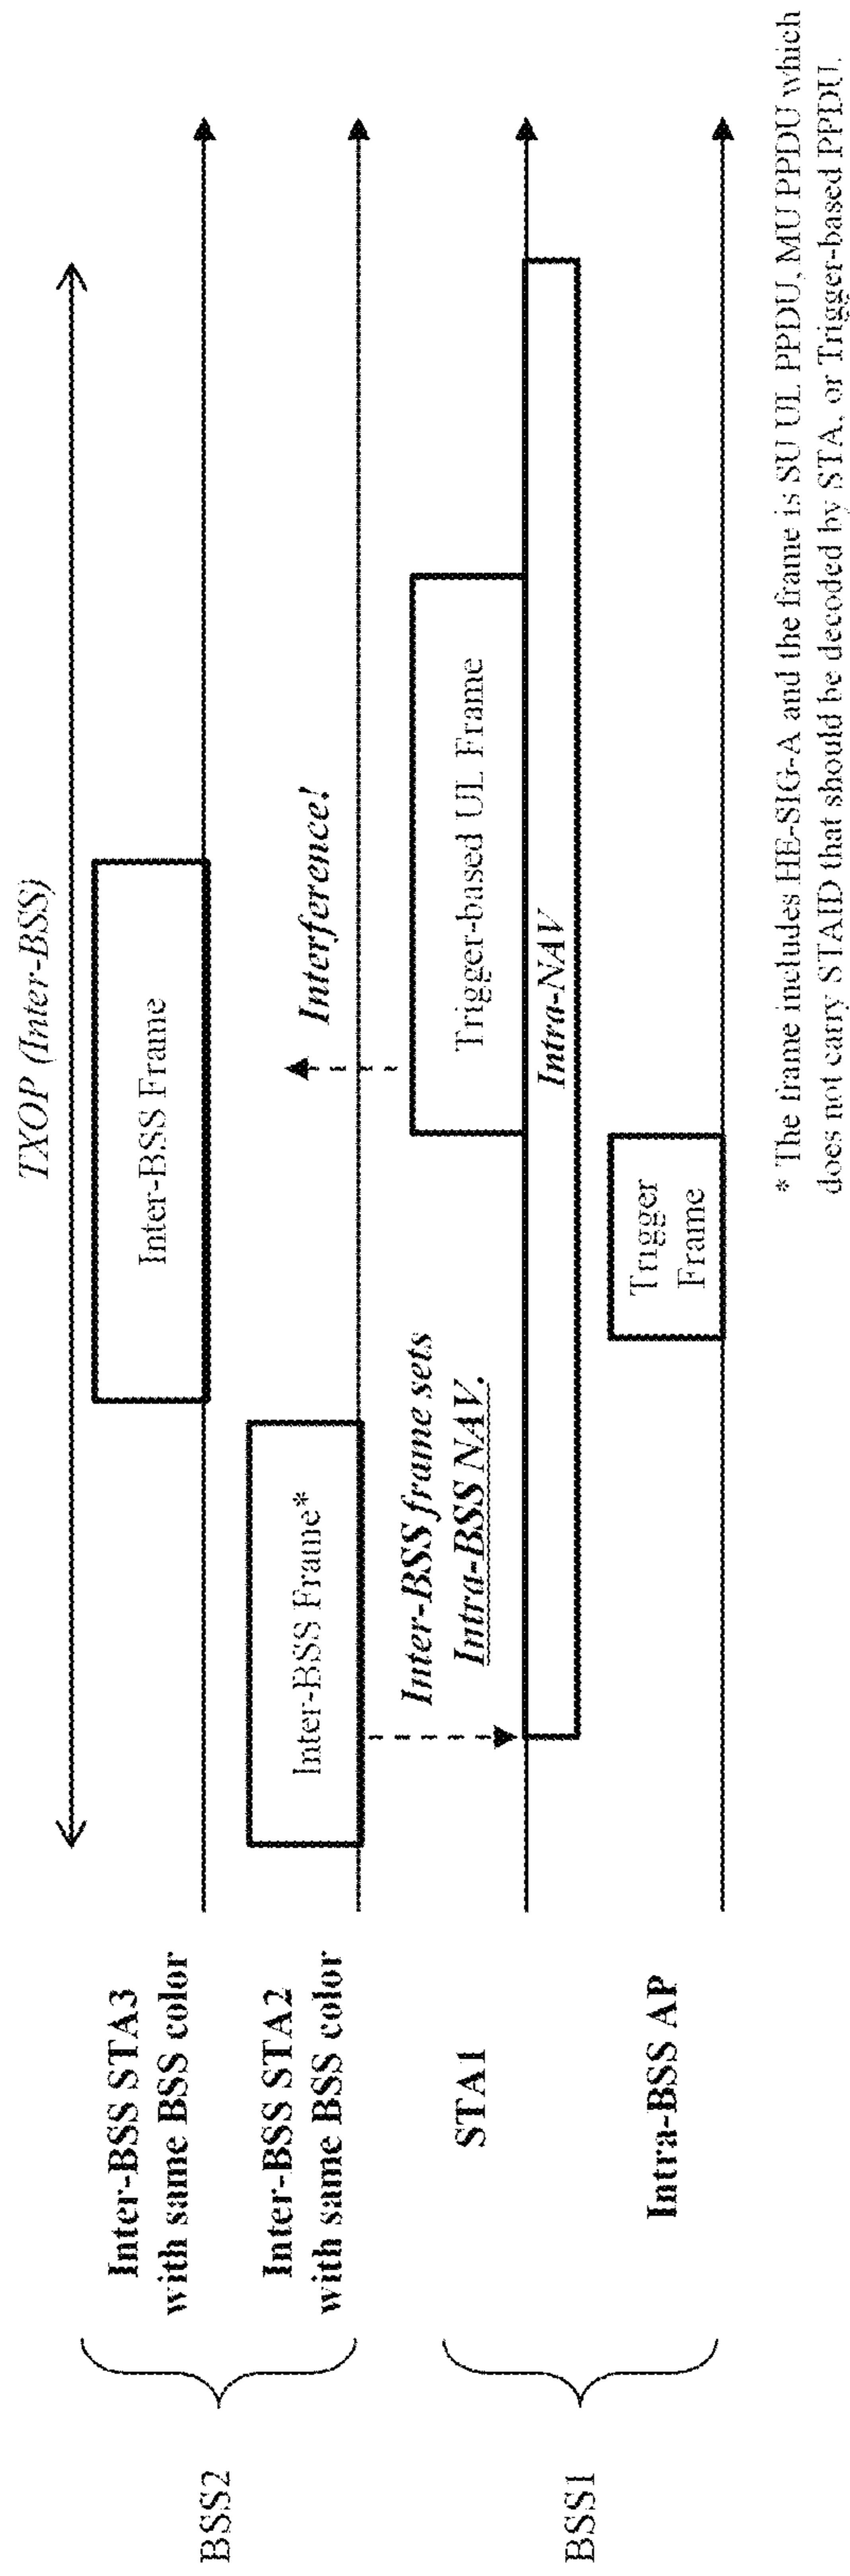 TXOP (Inter-BSS)
BSS2
Inter-BSS STA3
with same BSS color
Inter-BSS Frame
Inter-BSS STA2
with same BSS color
Inter-BSS Frame*
Interference!
Inter-BSS frame sets
Intra-BSS NAV.
BSS1
STA1
Trigger-based UL Frame
Intra-NAV
Intra-BSS AP
Trigger
Frame
* The frame includes HE-SIG-A and the frame is SU UL PPDU, MU PPDU which
does not carry STAID that should be decoded by STA, or Trigger-based PPDU.